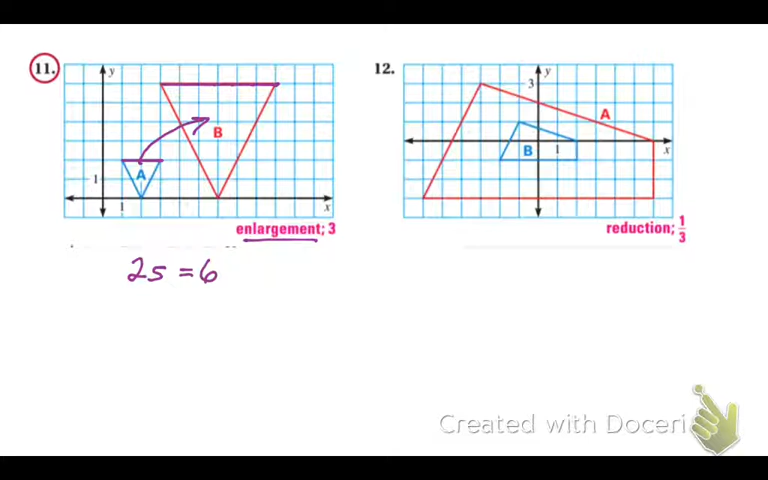 11.
y
B
A
1
1
x
enlargement; 3
2s = 6
12.
y
3
A
B
1
x
reduction; 1/3
Created with Doceri